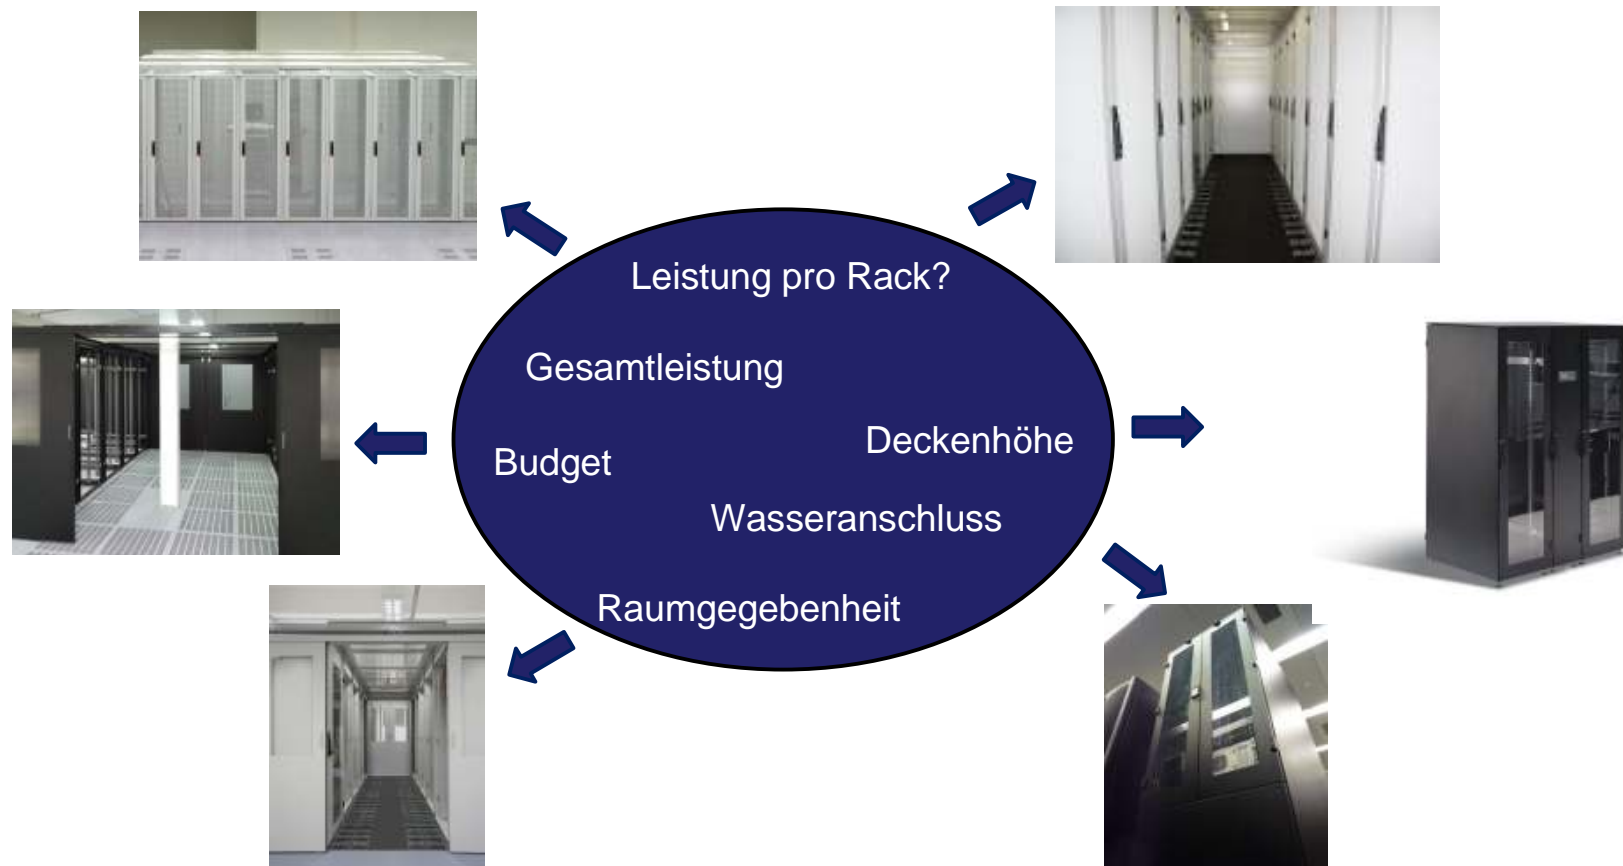 Leistung pro Rack?
Gesamtleistung
Deckenhöhe
Budget
Wasseranschluss
Raumgegebenheit